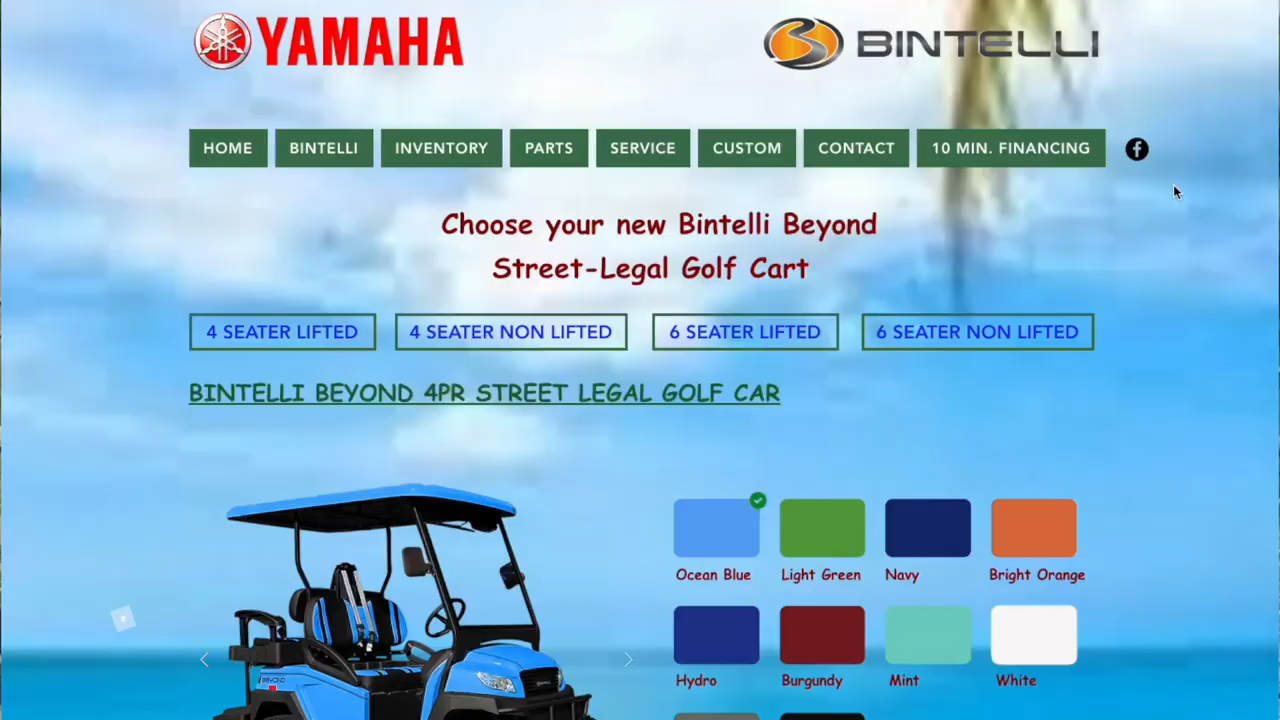 YAMAHA
BINTELLI
HOME
BINTELLI
INVENTORY
PARTS
SERVICE
CUSTOM
CONTACT
10 MIN. FINANCING
Choose your new Bintelli Beyond
Street-Legal Golf Cart
4 SEATER LIFTED
4 SEATER NON LIFTED
6 SEATER LIFTED
6 SEATER NON LIFTED
BINTELLI BEYOND 4PR STREET LEGAL GOLF CAR
Ocean Blue
Light Green
Navy
Bright Orange
Hydro
Burgundy
Mint
White
BEYOND